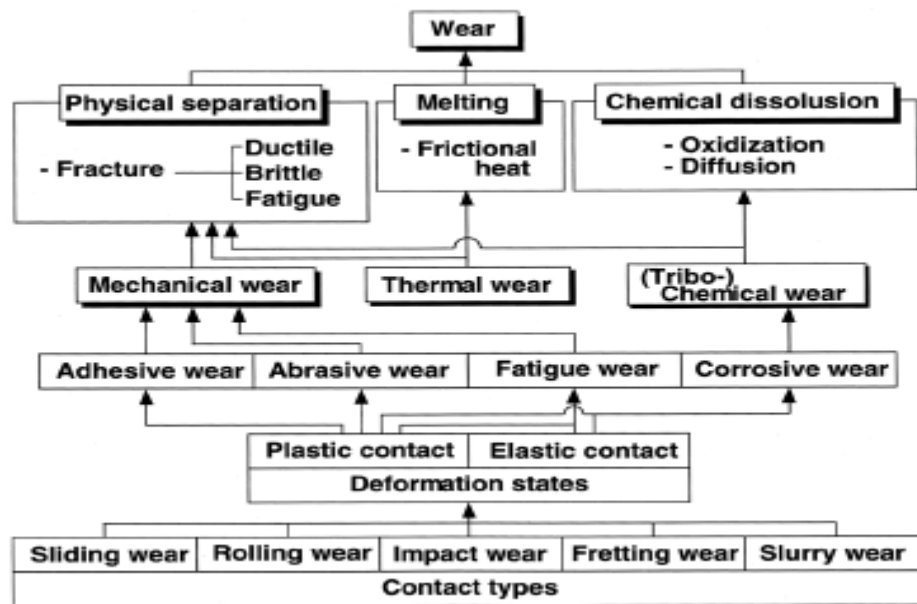 Wear
Physical separation
Melting
Chemical dissolusion
- Fracture
Ductile
Brittle
Fatigue
- Frictional
heat
- Oxidization
- Diffusion
Mechanical wear
Thermal wear
(Tribo-)
Chemical wear
Adhesive wear
Abrasive wear
Fatigue wear
Corrosive wear
Plastic contact
Elastic contact
Deformation states
Sliding wear
Rolling wear
Impact wear
Fretting wear
Slurry wear
Contact types